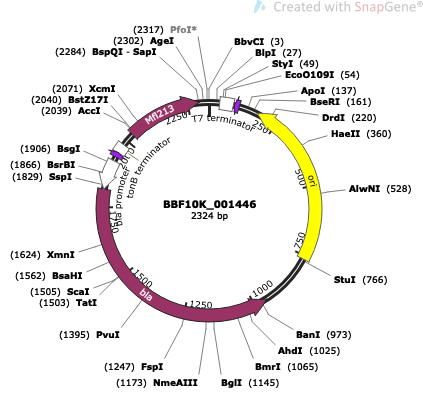 Created with SnapGene®
(2317) PfoI*
(2302) AgeI
(2284) BspQI - SapI
BbvCI (3)
BlpI (27)
StyI (49)
EcoO109I (54)
ApoI (137)
BseRI (161)
DrdI (220)
HaeII (360)
AlwNI (528)
StuI (766)
BanI (973)
AhdI (1025)
BmrI (1065)
BglI (1145)
(1173) NmeAIII
(1247) FspI
(1395) PvuI
(1503) TatI
(1505) ScaI
(1562) BsaHI
(1624) XmnI
(1829) SspI
(1866) BsrBI
(1906) BsgI
(2039) AccI
(2040) BstZ17I
(2071) XcmI
Mfl213
T7 terminator
tonB terminator
bla promoter
ori
bla
250
500
750
1000
1250
1500
1750
2250
BBF10K_001446
2324 bp